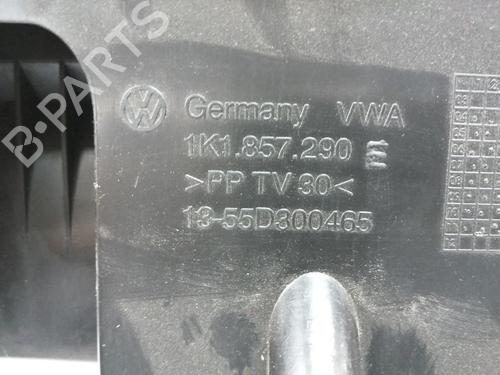 B-PARTS
Germany VWA
1K1.857.290
>PP TV 30<
13-55D300465